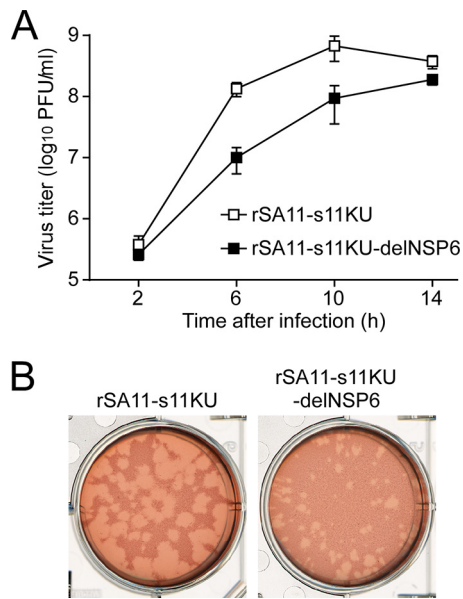 A
Virus titer (log10 PFU/ml)
9
8
7
6
5
rSA11-s11KU
rSA11-s11KU-delNSP6
2 6 10 14
Time after infection (h)
B
rSA11-s11KU
rSA11-s11KU
-delNSP6